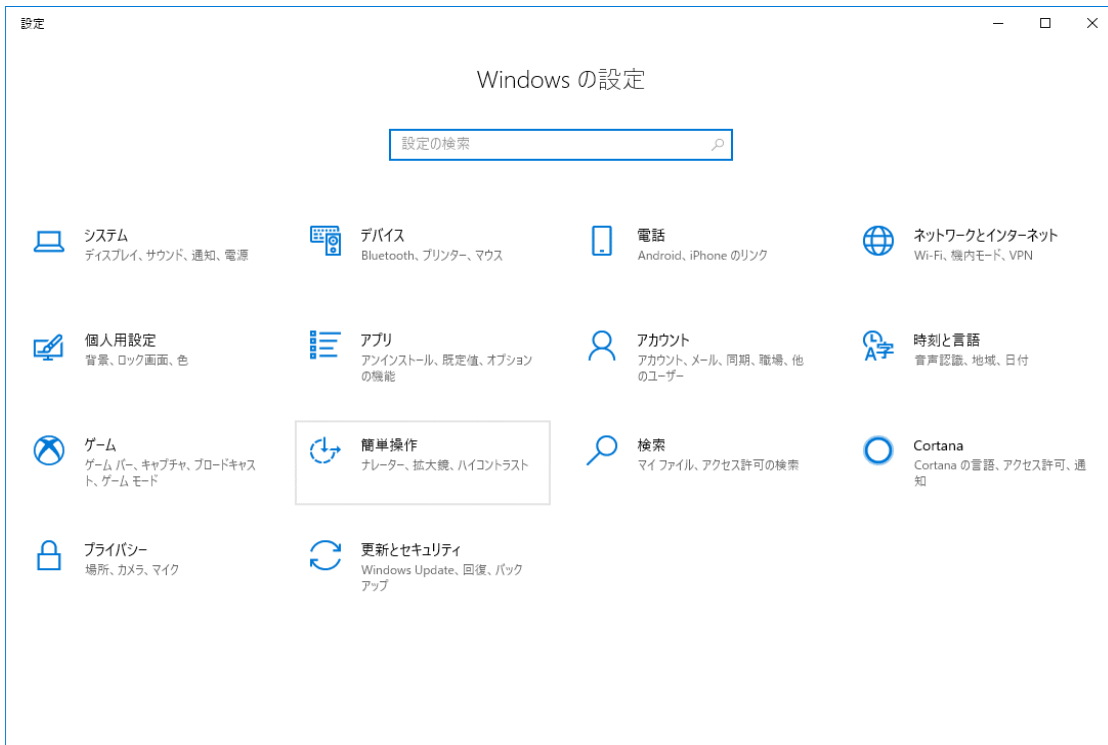 設定
Windows の設定
設定の検索
システム
ディスプレイ、サウンド、通知、電源
デバイス
Bluetooth、プリンター、マウス
電話
Android、iPhone のリンク
ネットワークとインターネット
Wi-Fi、機内モード、VPN
個人用設定
背景、ロック画面、色
アプリ
アンインストール、既定値、オプション
の機能
アカウント
アカウント、メール、同期、職場、他
のユーザー
時刻と言語
音声認識、地域、日付
ゲーム
ゲーム バー、キャプチャ、ブロードキャス
ト、ゲーム モード
簡単操作
ナレーター、拡大鏡、ハイコントラスト
検索
マイ ファイル、アクセス許可の検索
Cortana
Cortana の言語、アクセス許可、通
知
プライバシー
場所、カメラ、マイク
更新とセキュリティ
Windows Update、回復、バック
アップ